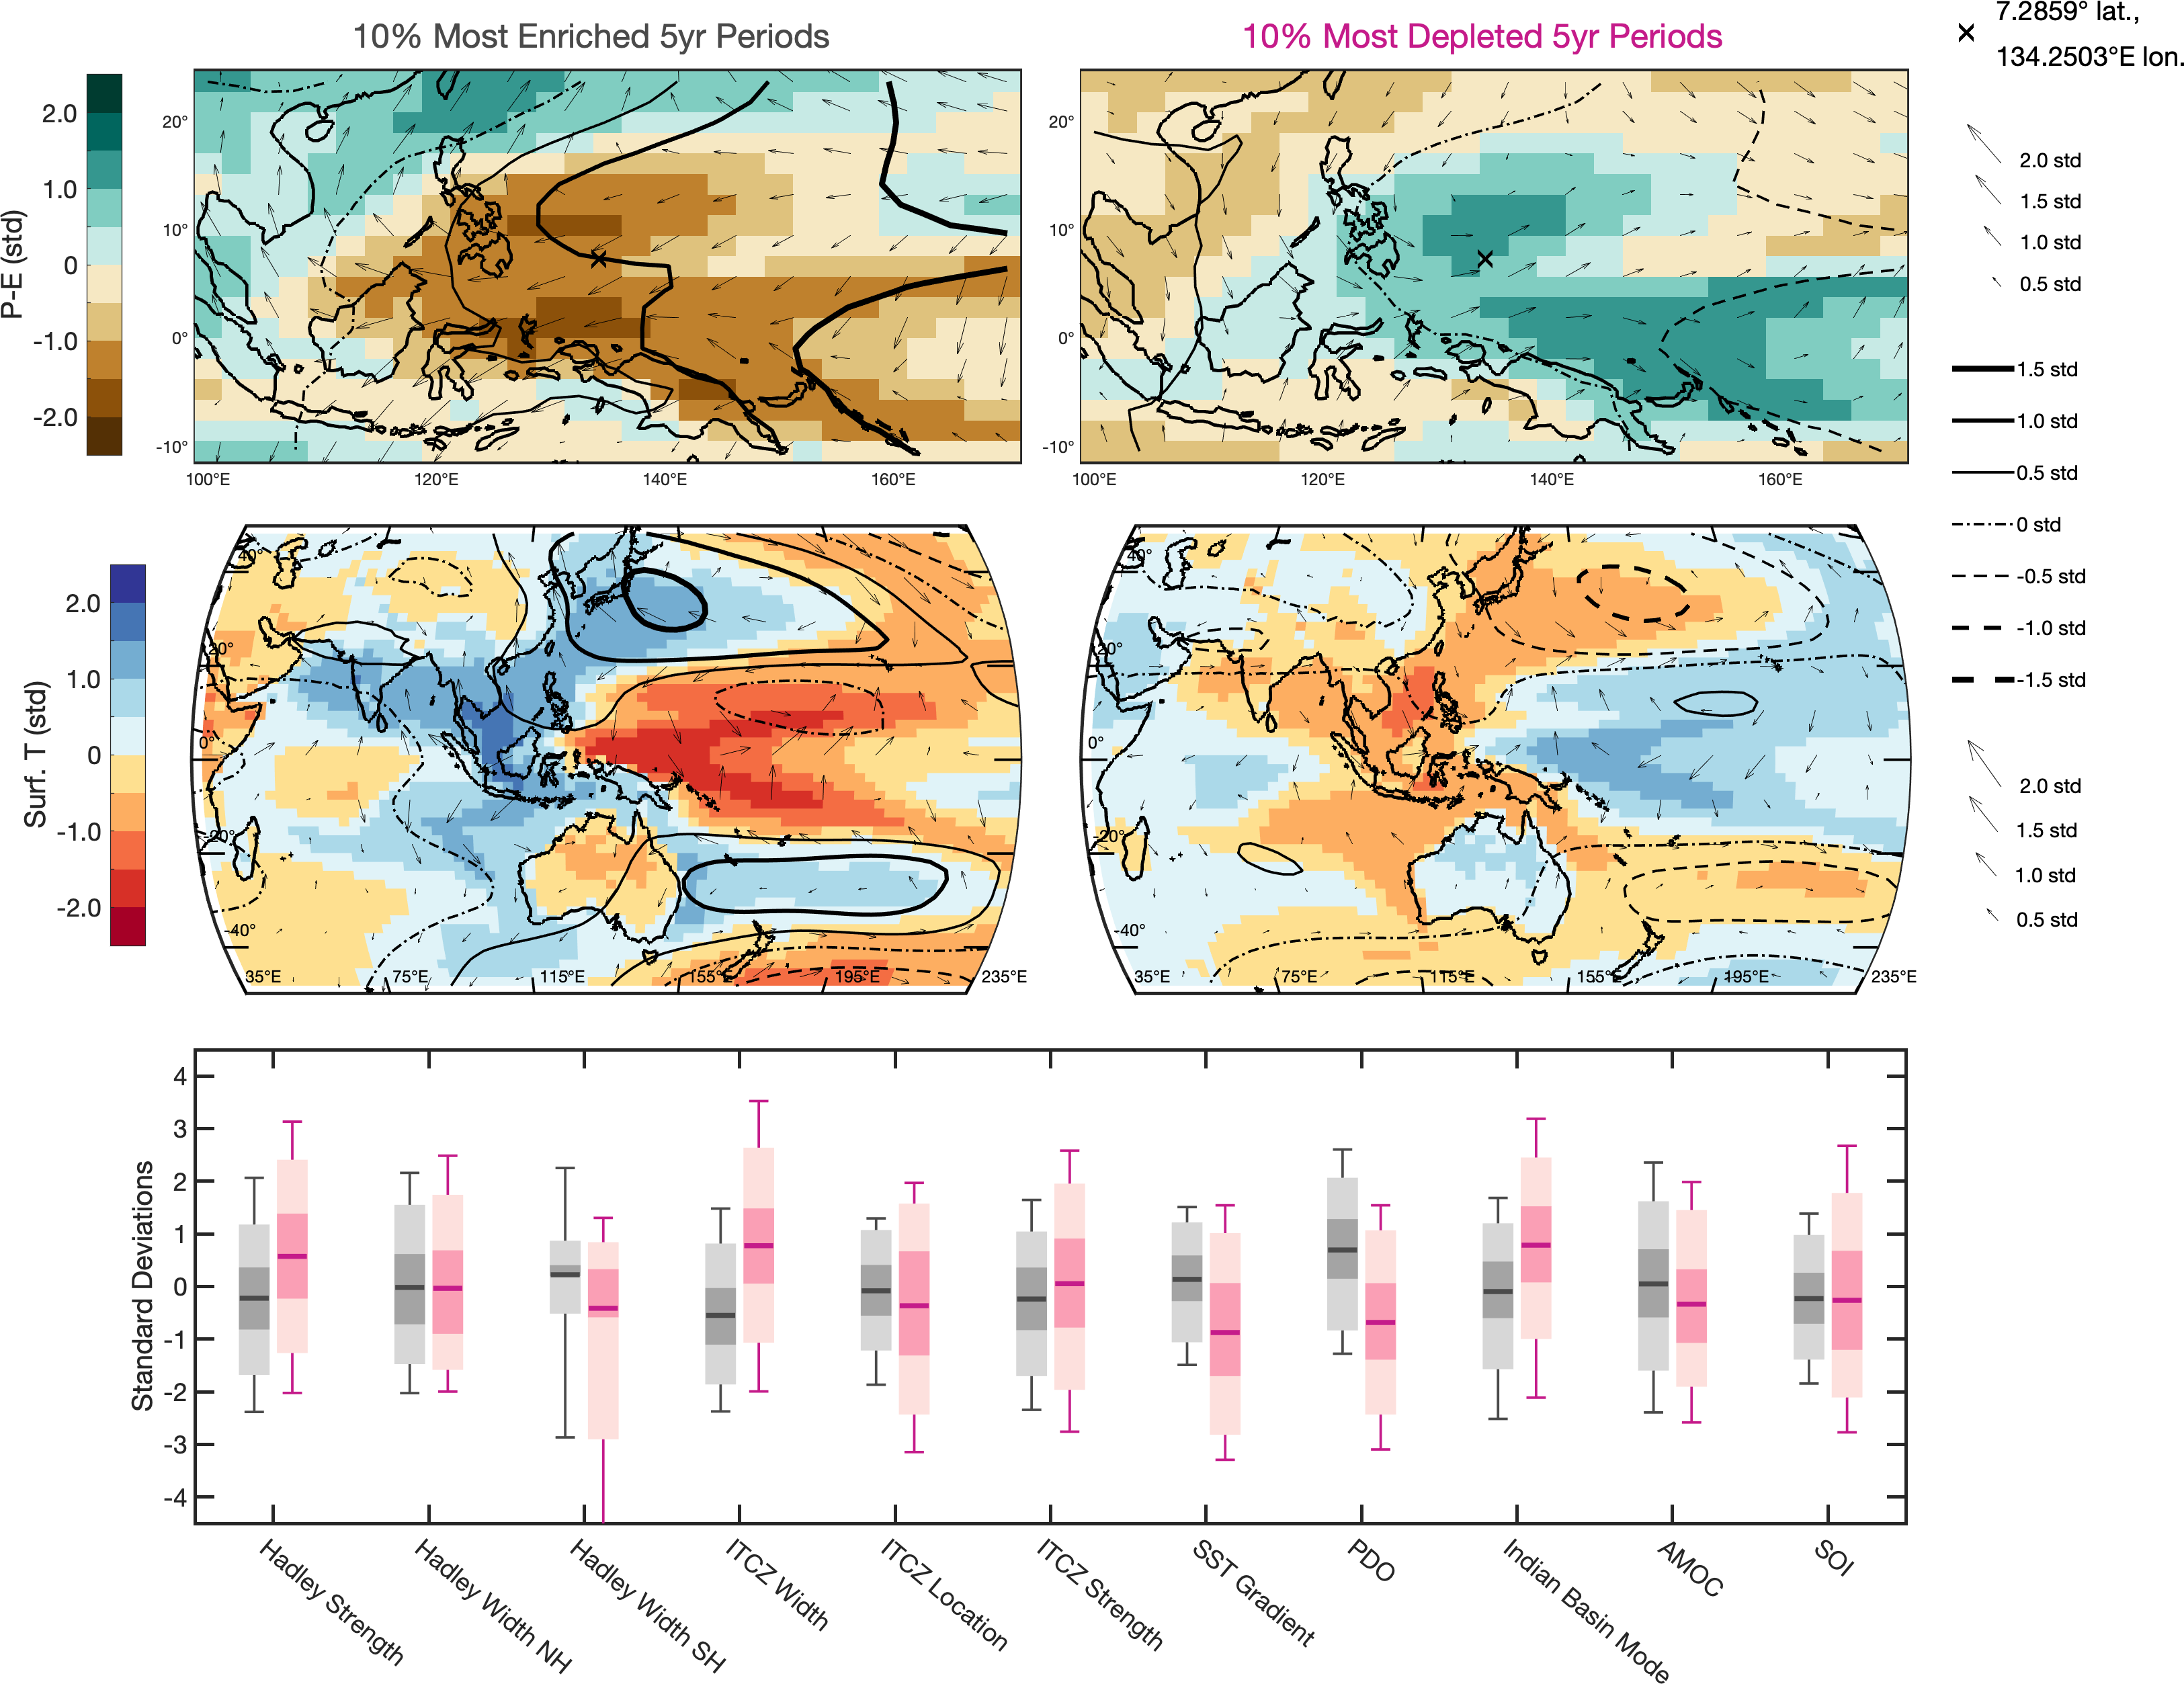 10% Most Enriched 5yr Periods
10% Most Depleted 5yr Periods
7.2859° lat.,
134.2503°E lon.
P-E (std)
2.0
1.0
0
-1.0
-2.0
20°
10°
0°
-10°
100°E
120°E
140°E
160°E
20°
10°
0°
-10°
100°E
120°E
140°E
160°E
2.0 std
1.5 std
1.0 std
0.5 std
1.5 std
1.0 std
0.5 std
0 std
-0.5 std
-1.0 std
-1.5 std
Surf. T (std)
2.0
1.0
0
-1.0
-2.0
40°
20°
0°
-20°
-40°
35°E
75°E
115°E
155°E
195°E
235°E
40°
20°
0°
-20°
-40°
35°E
75°E
115°E
155°E
195°E
235°E
2.0 std
1.5 std
1.0 std
0.5 std
Standard Deviations
4
3
2
1
0
-1
-2
-3
-4
Hadley Strength
Hadley Width NH
Hadley Width SH
ITCZ Width
ITCZ Location
ITCZ Strength
SST Gradient
PDO
Indian Basin Mode
AMOC
SOI